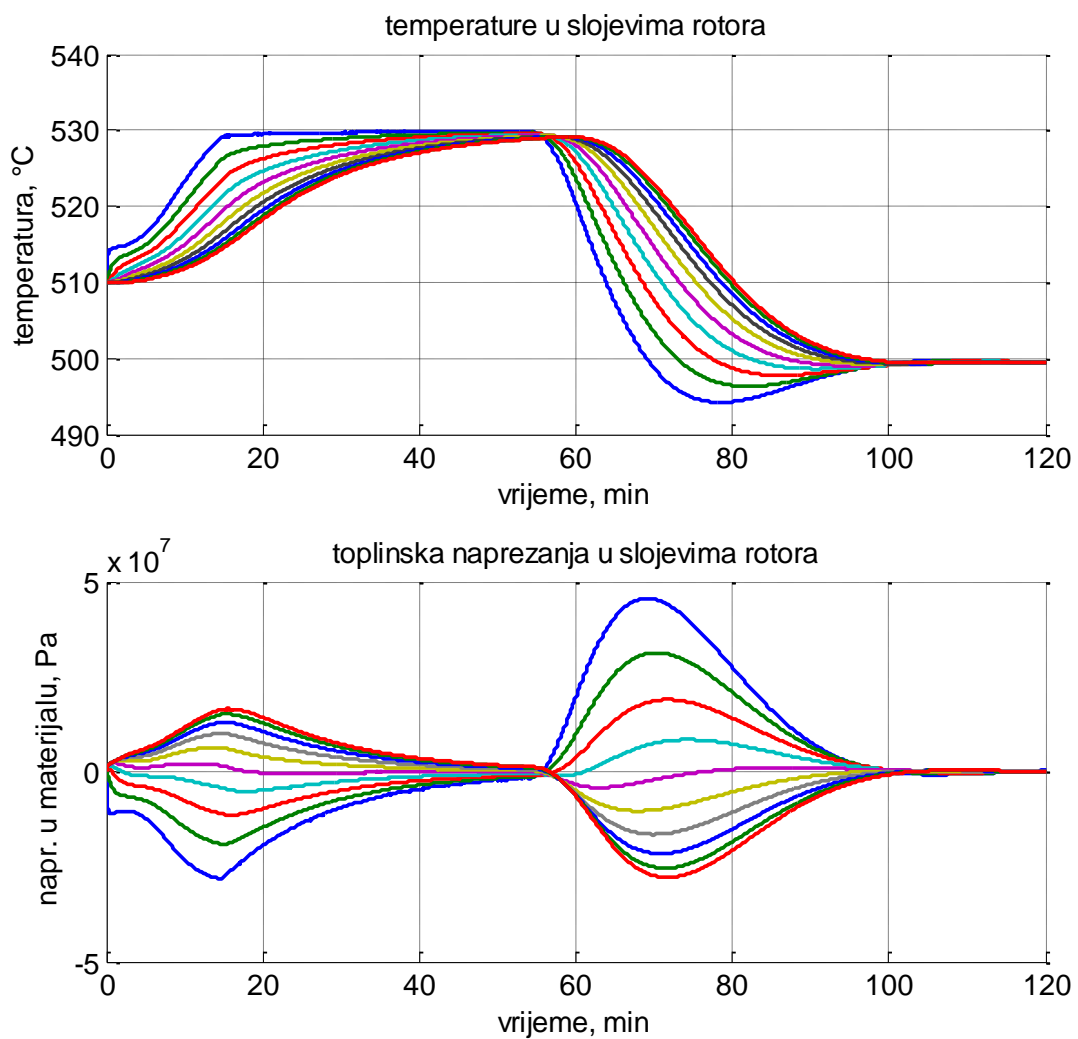 temperature u slojevima rotora
540
530
520
510
500
490
temperatura, °C
0 20 40 60 80 100 120
vrijeme, min
x 10^7
toplinska naprezanja u slojevima rotora
5
0
-5
napr. u materijalu, Pa
0 20 40 60 80 100 120
vrijeme, min